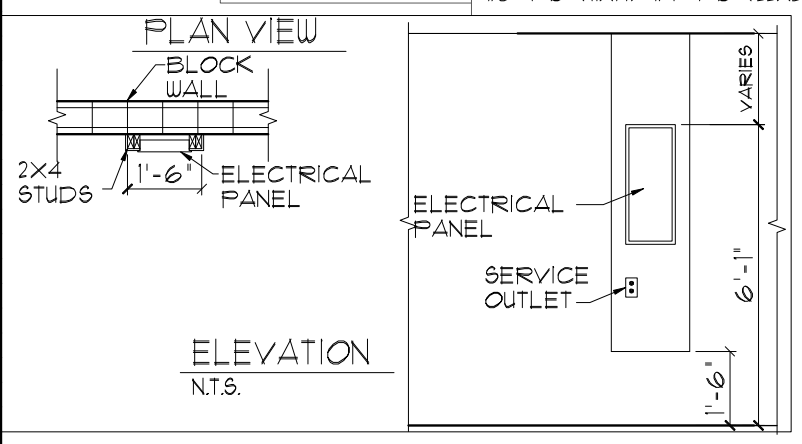 PLAN VIEW
BLOCK
WALL
2X4
STUDS
1'-6"
ELECTRICAL
PANEL
ELEVATION
N.T.S.
VARIES
ELECTRICAL
PANEL
SERVICE
OUTLET
6'-1"
1'-6"